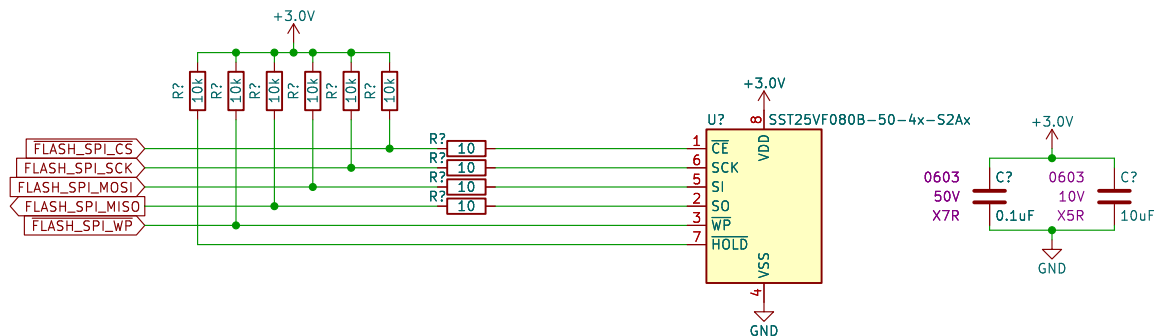 +3.0V
R? R? R? R? R? R?
10k 10k 10k 10k 10k 10k
+3.0V
U? 8 SST25VF080B-50-4x-S2Ax
VDD
FLASH_SPI_CS R? 10 1 CE
FLASH_SPI_SCK R? 10 6 SCK
FLASH_SPI_MOSI R? 10 5 SI
FLASH_SPI_MISO R? 10 2 SO
FLASH_SPI_WP 3 WP
7 HOLD
VSS
4
GND
+3.0V
0603 C? 0603 C?
50V 10V
X7R 0.1uF X5R 10uF
GND